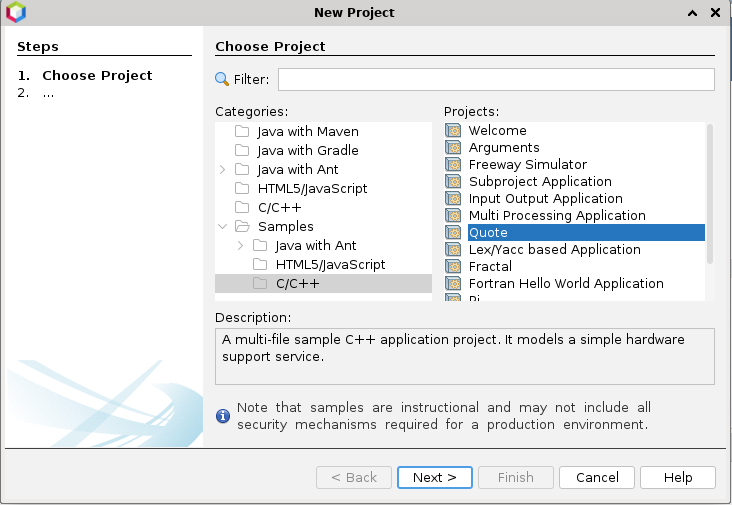 New Project
Steps
1. Choose Project
2. ...
Choose Project
Filter:
Categories:
Java with Maven
Java with Gradle
Java with Ant
HTML5/JavaScript
C/C++
Samples
Java with Ant
HTML5/JavaScript
C/C++
Projects:
Welcome
Arguments
Freeway Simulator
Subproject Application
Input Output Application
Multi Processing Application
Quote
Lex/Yacc based Application
Fractal
Fortran Hello World Application
Description:
A multi-file sample C++ application project. It models a simple hardware
support service.
Note that samples are instructional and may not include all
security mechanisms required for a production environment.
< Back
Next >
Finish
Cancel
Help